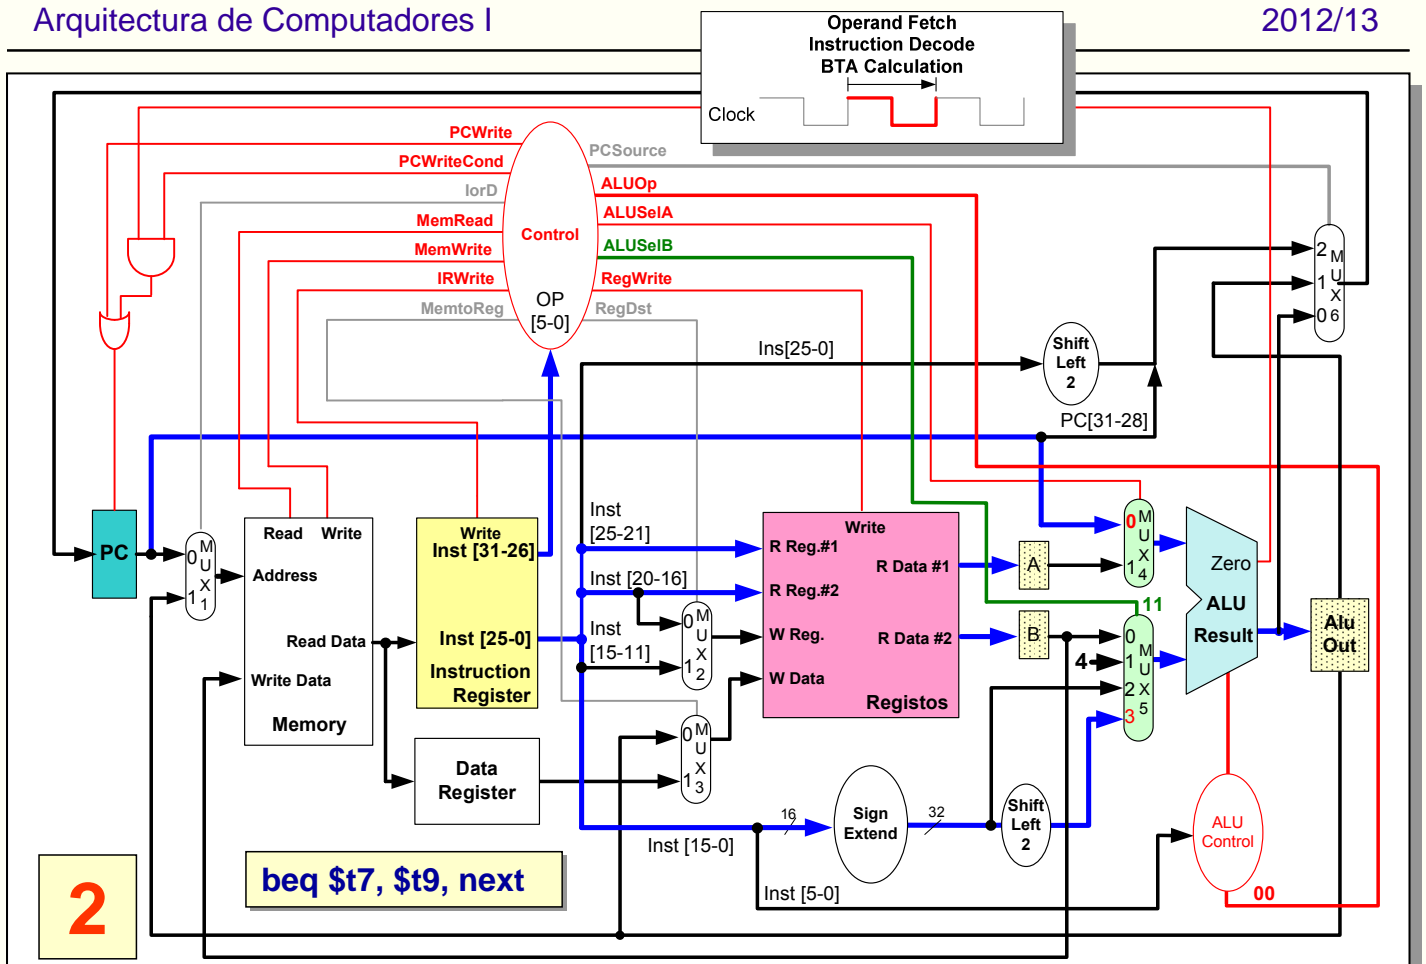 Arquitectura de Computadores I
2012/13
Operand Fetch
Instruction Decode
BTA Calculation
Clock
PCWrite
PCWriteCond
IorD
MemRead
MemWrite
IRWrite
MemtoReg
Control
OP
[5-0]
PCSource
ALUOp
ALUSelA
ALUSelB
RegWrite
RegDst
2
1
0
M
U
X
6
Ins[25-0]
Shift
Left
2
PC[31-28]
PC
0
1
M
U
X
1
Read Write
Address
Read Data
Write Data
Memory
Write
Inst [31-26]
Inst [25-0]
Instruction
Register
Data
Register
Inst
[25-21]
Inst [20-16]
Inst
[15-11]
0
1
M
U
X
2
0
1
M
U
X
3
Write
R Reg.#1
R Reg.#2
W Reg.
W Data
R Data #1
R Data #2
Registos
A
B
0
1
M
U
X
4
11
4
0
1
2
3
M
U
X
5
Zero
ALU
Result
Alu
Out
16
Sign
Extend
32
Shift
Left
2
Inst [15-0]
Inst [5-0]
ALU
Control
00
2
beq $t7, $t9, next